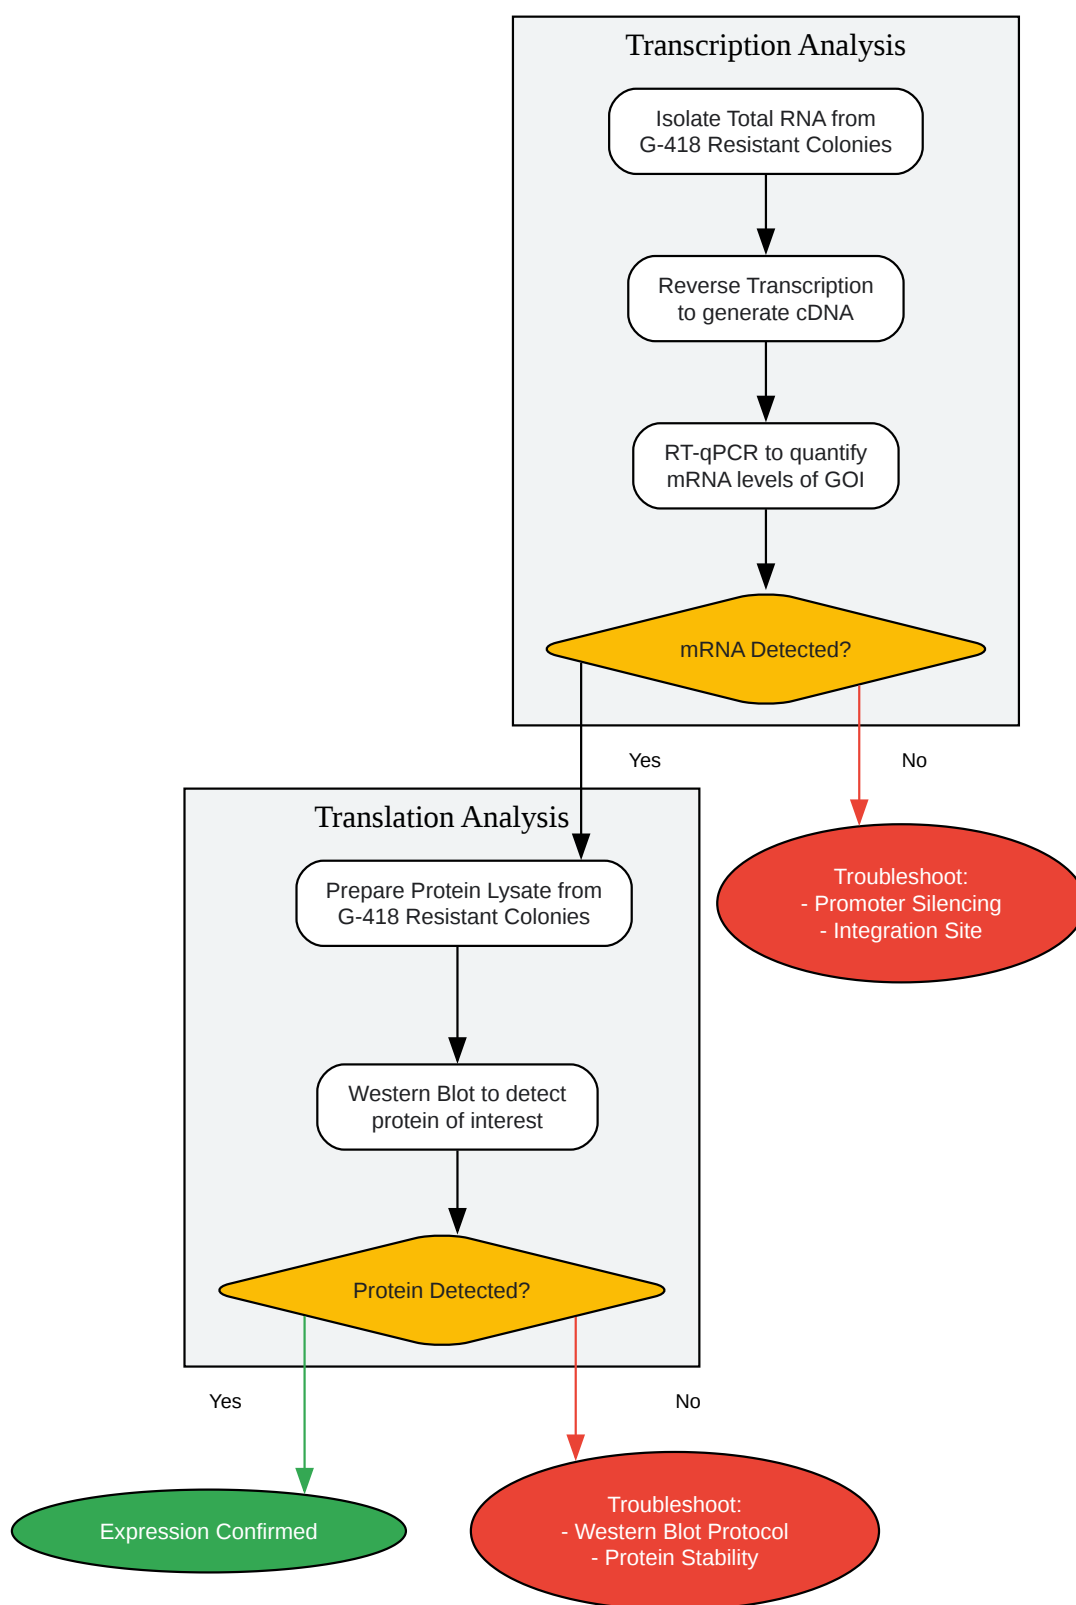 Transcription Analysis
Isolate Total RNA from
G-418 Resistant Colonies
Reverse Transcription
to generate cDNA
RT-qPCR to quantify
mRNA levels of GOI
mRNA Detected?
Yes
No
Translation Analysis
Prepare Protein Lysate from
G-418 Resistant Colonies
Troubleshoot:
- Promoter Silencing
- Integration Site
Western Blot to detect
protein of interest
Protein Detected?
Yes
No
Expression Confirmed
Troubleshoot:
- Western Blot Protocol
- Protein Stability